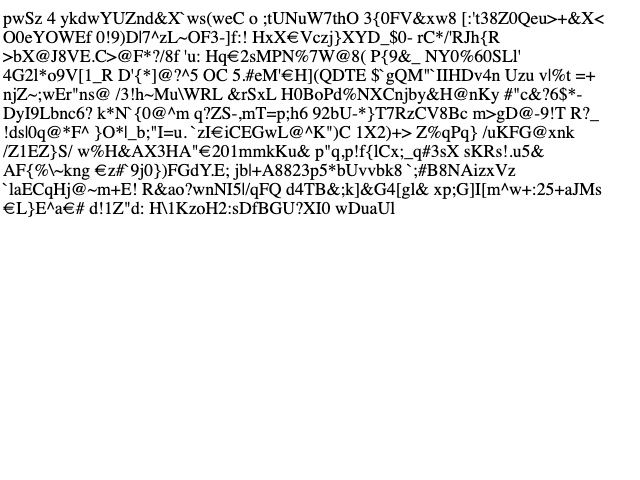 pwSz 4 ykdwYUZnd&X`ws(weC o ;tUNuW7thO 3{0FV&xw8 [:'t38Z0Qeu>+&X<
O0eYOWEf 0!9)D|7^zL~OF3-]f:! HxX€Vczj}XYD_$0- rC*/'RJh{R
>bX@J8VE.C>@F*?/8f 'u: Hq€2sMPN%7W@8( P{9&_ NY0%60SLl'
4G2l*o9V[1_R D'{*]@?^5 OC 5.#eM'€H](QDTE $`gQM"`IIHDv4n Uzu v|%t =+
njZ~;wEr"ns@ /3!h~Mu\WRL &rSxL H0BoPd%NXCnjby&H@nKy #"c&?6$*-
DyI9Lbnc6? k*N`{0@^m q?ZS-,mT=p;h6 92bU-*}T7RzCV8Bc m>gD@-9!T R?_
!dsl0q@*F^ }O*l_b;"I=u.`zI€iCEGwL@^K")C 1X2)+> Z%qPq} /uKFG@xnk
/Z1EZ}S/ w%H&AX3HA"€201mmkKu& p"q,p!f{lCx;_q#3sX sKRs!.u5&
AF{%\~kng €z#`9j0})FGdY.E; jb|+A8823p5*bUvvbk8`;#B8NAizxVz
`laECqHj@~m+E! R&ao?wnNI5l/qFQ d4TB&;k]&G4[gl& xp;G]I[m^w+:25+aJMs
€L}E^a€# d!1Z"d: H\1KzoH2:sDfBGU?XI0 wDuaUl